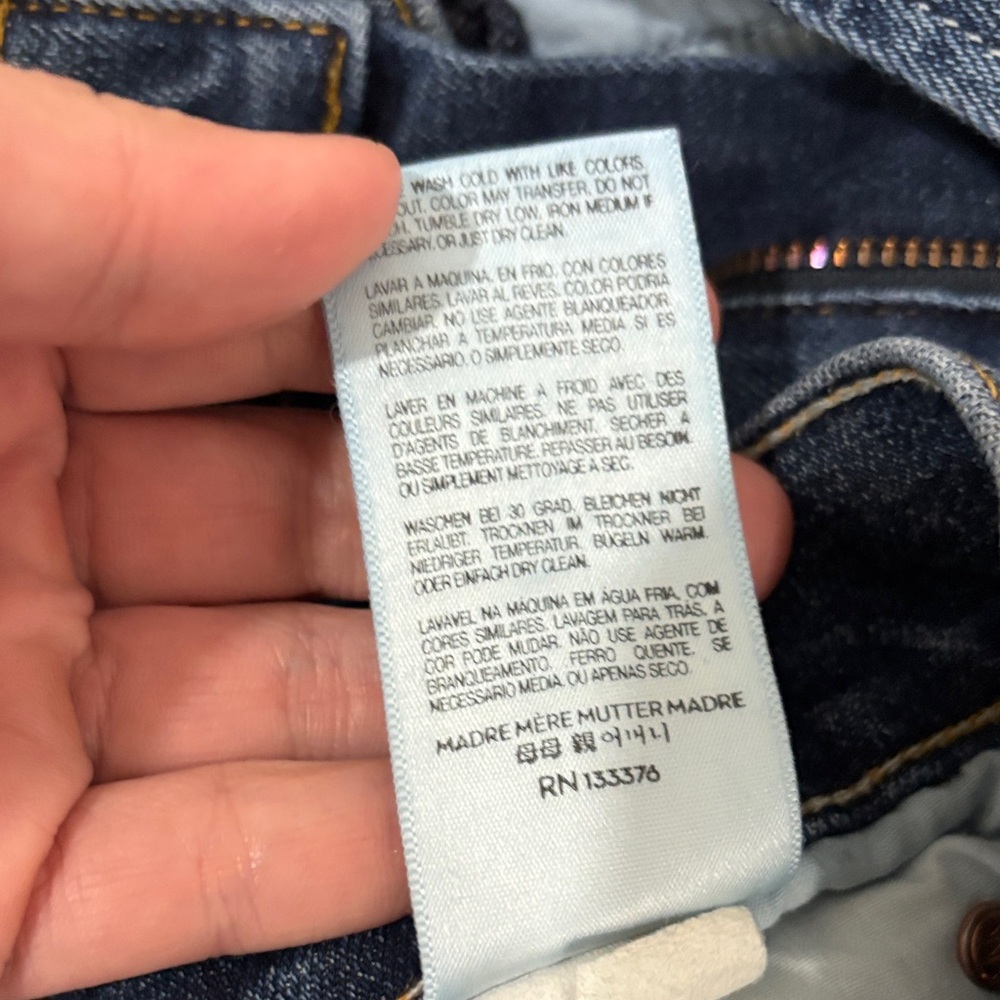 WASH COLD WITH LIKE COLORS,
OUT. COLOR MAY TRANSFER. DO NOT
TUMBLE DRY LOW. IRON MEDIUM IF
OR JUST DRY CLEAN.
LAVAR A MAQUINA, EN FRIO, CON COLORES
SIMILARES. LAVAR AL REVES. COLOR PODRIA
CAMBIAR. NO USE AGENTE BLANQUEADOR.
PLANCHAR A TEMPERATURA MEDIA SI ES
NECESSARIO. O SIMPLEMENTE SECO.
LAVER EN MACHINE A FROID AVEC DES
COULEURS SIMILAIRES. NE PAS UTILISER
D'AGENTS DE BLANCHIMENT. SECHER A
BASSE TEMPERATURE. REPASSER AU BESOIN.
OU SIMPLEMENT METTOYAGE A SEC.
WASCHEN BEI 30 GRAD. BLEICHEN NICHT
ERLAUBT. TROCKNEN IM TROCKNER BEI
NIEDRIGER TEMPERATUR. BUGELN WARM.
ODER EINFACH DRY CLEAN.
LAVAVEL NA MÁQUINA EM ÁGUA FRIA, COM
CORES SIMILARES. LAVAGEM PARA TRÁS. A
COR PODE MUDAR. NÃO USE AGENTE DE
BRANQUEAMENTO. FERRO QUENTE. SE
NECESSARIO MEDIA. OU APENAS SECO.
MADRE MÈRE MUTTER MADRE
母母 親 어머니
RN 133376